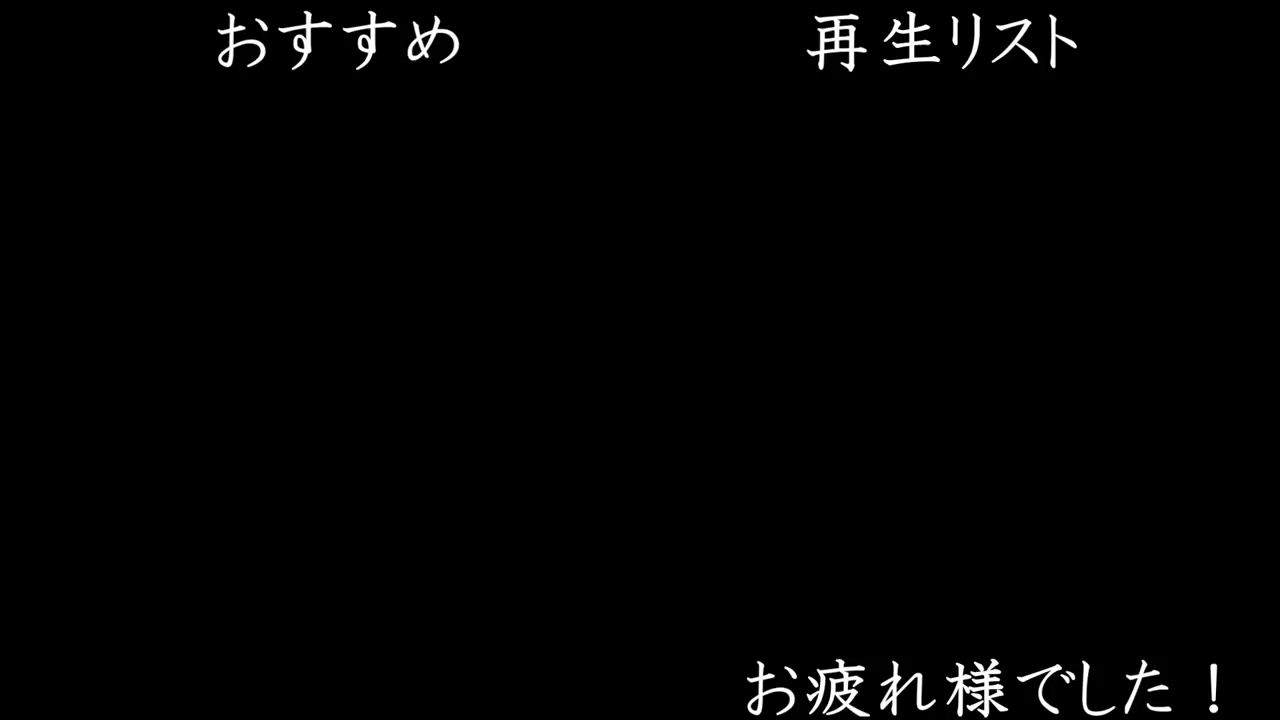 おすすめ
再生リスト
お疲れ様でした！